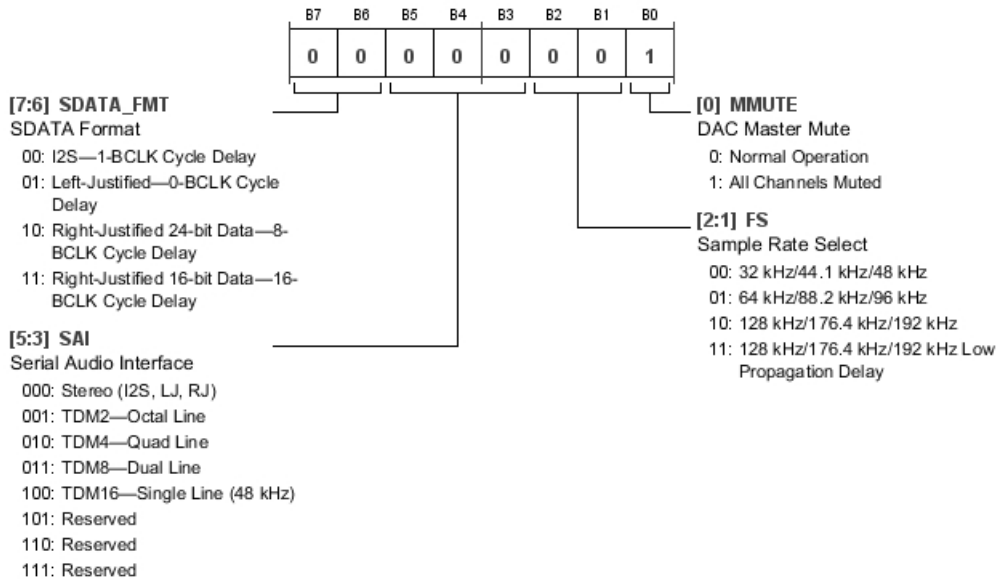 B7 B6 B5 B4 B3 B2 B1 B0
0 0 0 0 0 0 0 1
[7:6] SDATA_FMT
SDATA Format
00: I2S—1-BCLK Cycle Delay
01: Left-Justified—0-BCLK Cycle
Delay
10: Right-Justified 24-bit Data—8-
BCLK Cycle Delay
11: Right-Justified 16-bit Data—16-
BCLK Cycle Delay
[5:3] SAI
Serial Audio Interface
000: Stereo (I2S, LJ, RJ)
001: TDM2—Octal Line
010: TDM4—Quad Line
011: TDM8—Dual Line
100: TDM16—Single Line (48 kHz)
101: Reserved
110: Reserved
111: Reserved
[0] MMUTE
DAC Master Mute
0: Normal Operation
1: All Channels Muted
[2:1] FS
Sample Rate Select
00: 32 kHz/44.1 kHz/48 kHz
01: 64 kHz/88.2 kHz/96 kHz
10: 128 kHz/176.4 kHz/192 kHz
11: 128 kHz/176.4 kHz/192 kHz Low
Propagation Delay